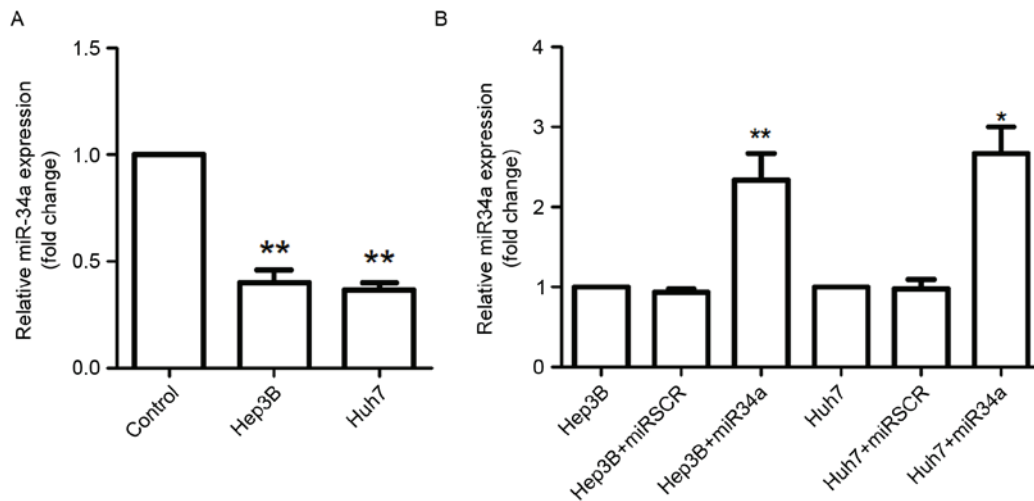 A
Relative miR-34a expression
(fold change)
1.5
1.0
0.5
0.0
**
**
Control
Hep3B
Huh7
B
Relative miR34a expression
(fold change)
4
3
2
1
0
**
*
Hep3B
Hep3B+miRSCR
Hep3B+miR34a
Huh7
Huh7+miRSCR
Huh7+miR34a